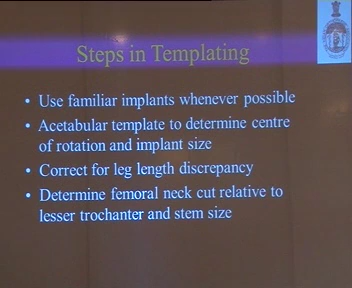 Steps in Templating
• Use familiar implants whenever possible
• Acetabular template to determine centre
of rotation and implant size
• Correct for leg length discrepancy
• Determine femoral neck cut relative to
lesser trochanter and stem size